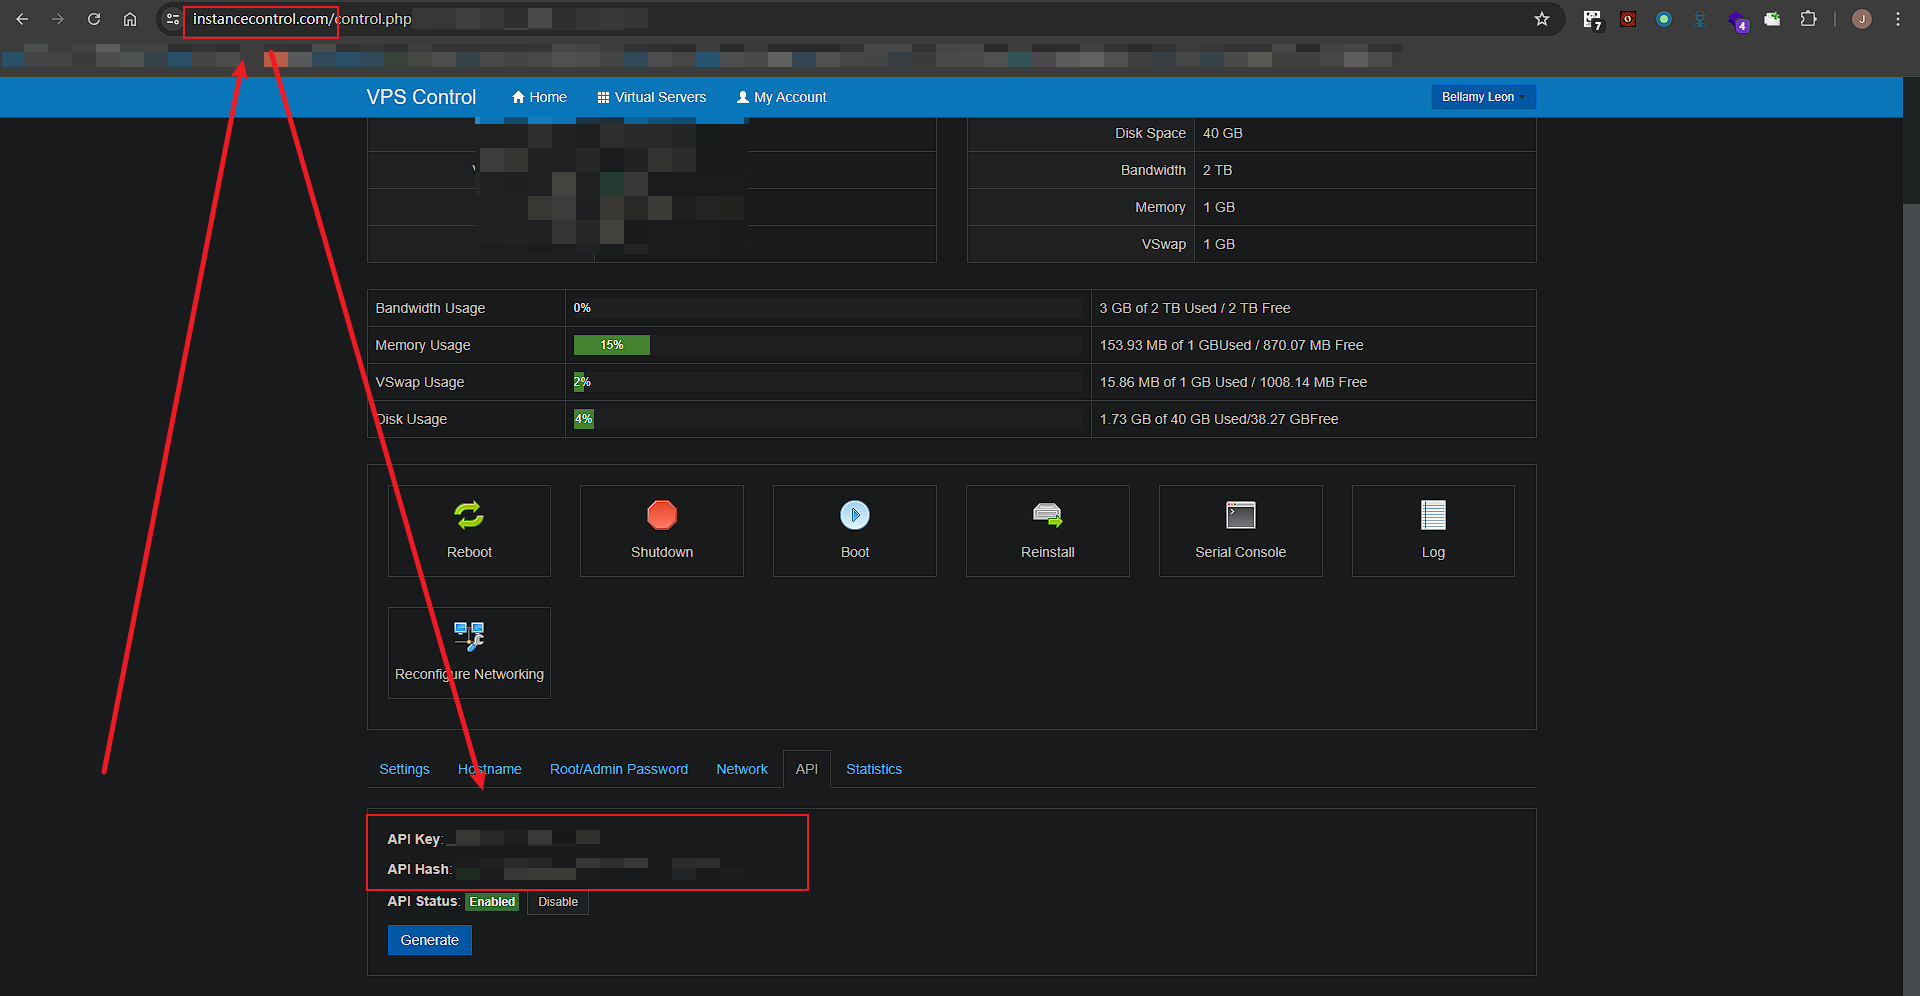 instancecontrol.com/control.php
7
4
J
VPS Control
Home
Virtual Servers
My Account
Bellamy Leon
Disk Space
40 GB
Bandwidth
2 TB
Memory
1 GB
VSwap
1 GB
Bandwidth Usage
0%
3 GB of 2 TB Used / 2 TB Free
Memory Usage
15%
153.93 MB of 1 GBUsed / 870.07 MB Free
VSwap Usage
2%
15.86 MB of 1 GB Used / 1008.14 MB Free
Disk Usage
4%
1.73 GB of 40 GB Used/38.27 GBFree
Reboot
Shutdown
Boot
Reinstall
Serial Console
Log
Reconfigure Networking
Settings
Hostname
Root/Admin Password
Network
API
Statistics
API Key:
API Hash:
API Status: Enabled
Disable
Generate